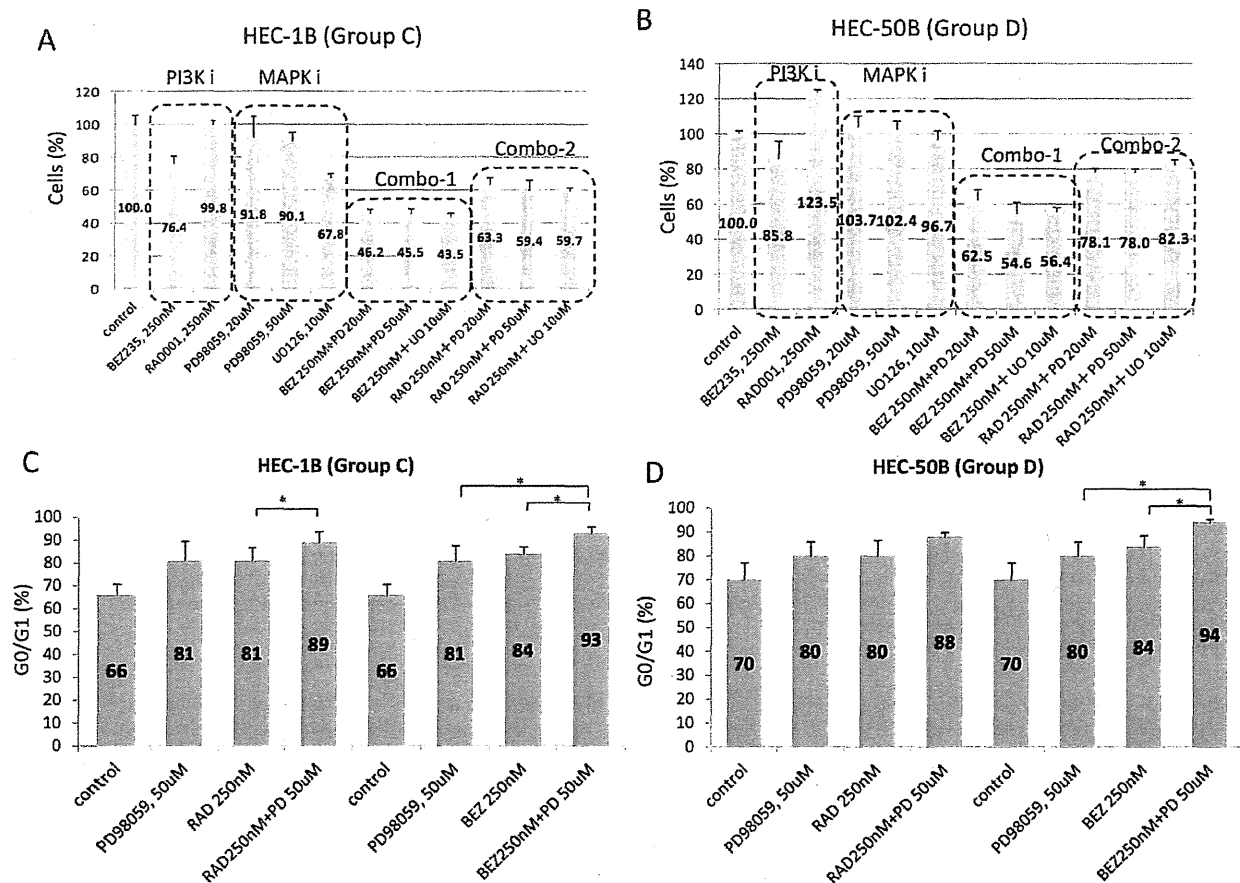 A
HEC-1B (Group C)
PI3K i
MAPK i
Combo-1
Combo-2
Cells (%)
120
100
80
60
40
20
0
100.0
76.4
99.8
91.8
90.1
67.8
46.2
45.5
43.5
63.3
59.4
59.7
control
BEZ235, 250nM
RAD001, 250nM
PD98059, 20uM
PD98059, 50uM
UO126, 10uM
BEZ 250nM+PD 20uM
BEZ 250nM+PD 50uM
BEZ 250nM+ UO 10uM
RAD 250nM+ PD 20uM
RAD 250nM+ PD 50uM
RAD 250nM+ UO 10uM
B
HEC-50B (Group D)
PI3K i
MAPK i
Combo-1
Combo-2
Cells (%)
140
120
100
80
60
40
20
0
100.0
85.8
123.5
103.7
102.4
96.7
62.5
54.6
56.4
78.1
78.0
82.3
control
BEZ235, 250nM
RAD001, 250nM
PD98059, 20uM
PD98059, 50uM
UO126, 10uM
BEZ 250nM+PD 20uM
BEZ 250nM+PD 50uM
BEZ 250nM+ UO 10uM
RAD 250nM+ PD 20uM
RAD 250nM+ PD 50uM
RAD 250nM+ UO 10uM
C
HEC-1B (Group C)
*
*
*
G0/G1 (%)
100
90
80
70
60
50
40
30
20
10
0
66
81
81
89
66
81
84
93
control
PD98059, 50uM
RAD 250nM
RAD250nM+PD 50uM
control
PD98059, 50uM
BEZ 250nM
BEZ250nM+PD 50uM
D
HEC-50B (Group D)
*
*
G0/G1 (%)
100
90
80
70
60
50
40
30
20
10
0
70
80
80
88
70
80
84
94
control
PD98059, 50uM
RAD 250nM
RAD250nM+PD 50uM
control
PD98059, 50uM
BEZ 250nM
BEZ250nM+PD 50uM